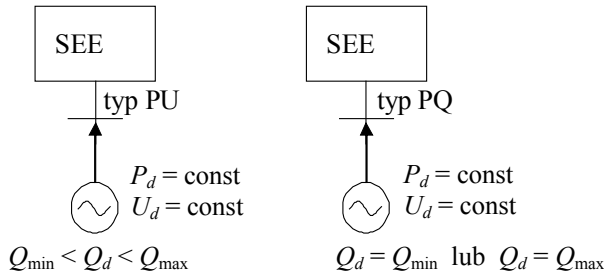 SEE
typ PU
P_d = const
U_d = const
Q_min < Q_d < Q_max
SEE
typ PQ
P_d = const
U_d = const
Q_d = Q_min lub Q_d = Q_max